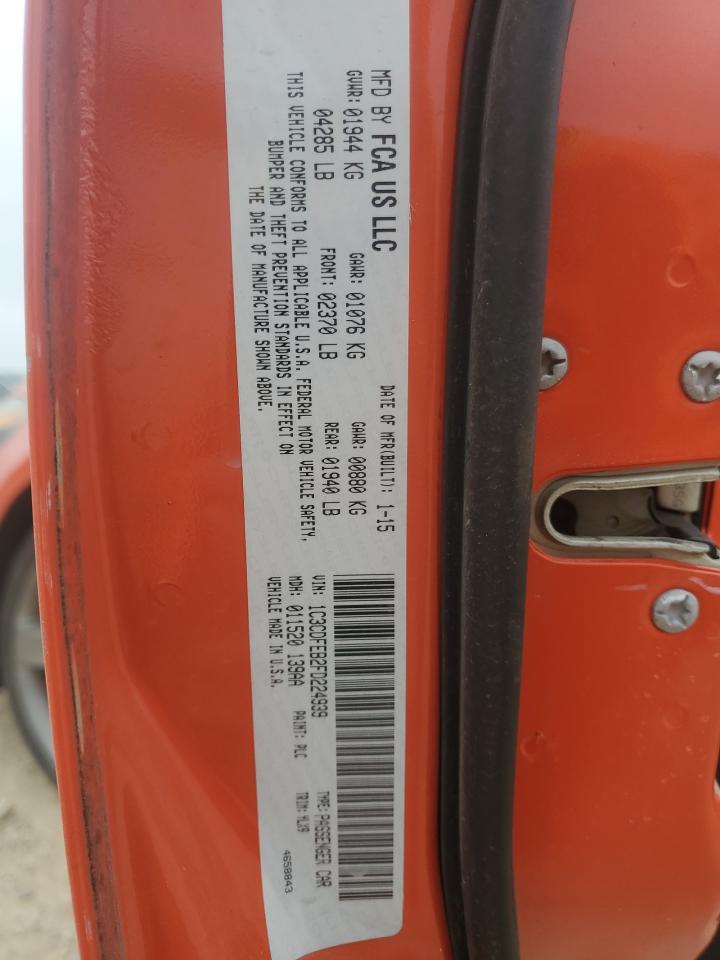 MFD BY FCA US LLC
DATE OF MFR(BUILT): 1-15
GVWR: 01944 KG
GAWR: 01076 KG
GAWR: 00880 KG
04285 LB
FRONT: 02370 LB
REAR: 01940 LB
THIS VEHICLE CONFORMS TO ALL APPLICABLE U.S.A. FEDERAL MOTOR VEHICLE SAFETY,
BUMPER AND THEFT PREVENTION STANDARDS IN EFFECT ON
THE DATE OF MANUFACTURE SHOWN ABOVE.
VIN: 1C3CDFEB2FD224939
TYPE: PASSENGER CAR
MDH: 011520 139AA
PAINT: PLC
TRIM: YLX9
VEHICLE MADE IN U.S.A.
4650043